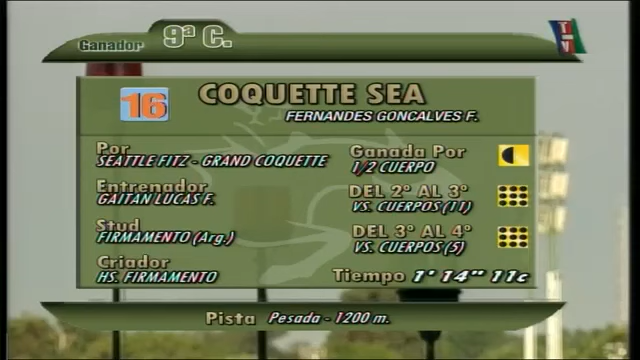 Ganador 9ª C.
TV
16 COQUETTE SEA
FERNANDES GONCALVES F.
Por
SEATTLE FITZ - GRAND COQUETTE
Ganada Por
1/2 CUERPO
Entrenador
GAITAN LUCAS F.
DEL 2º AL 3º
VS. CUERPOS (11)
Stud
FIRMAMENTO (Arg.)
DEL 3º AL 4º
VS. CUERPOS (5)
Criador
HS. FIRMAMENTO
Tiempo 1' 14" 11c
Pista Pesada - 1200 m.